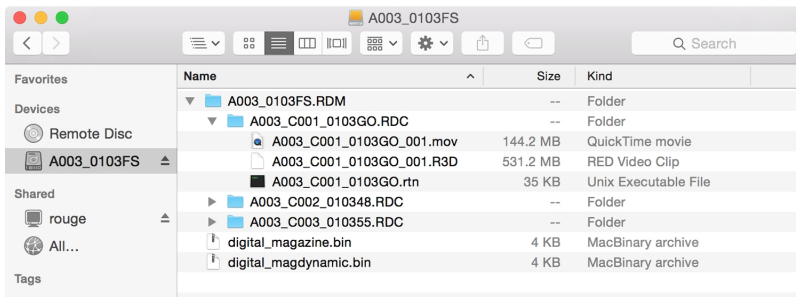 A003_0103FS
Search
Favorites
Name Size Kind
Devices
A003_0103FS.RDM -- Folder
A003_C001_0103GO.RDC -- Folder
Remote Disc
A003_C001_0103GO_001.mov 144.2 MB QuickTime movie
A003_0103FS
A003_C001_0103GO_001.R3D 531.2 MB RED Video Clip
A003_C001_0103GO.rtn 35 KB Unix Executable File
Shared
A003_C002_010348.RDC -- Folder
rouge
A003_C003_010355.RDC -- Folder
All...
digital_magazine.bin 4 KB MacBinary archive
digital_magdynamic.bin 4 KB MacBinary archive
Tags